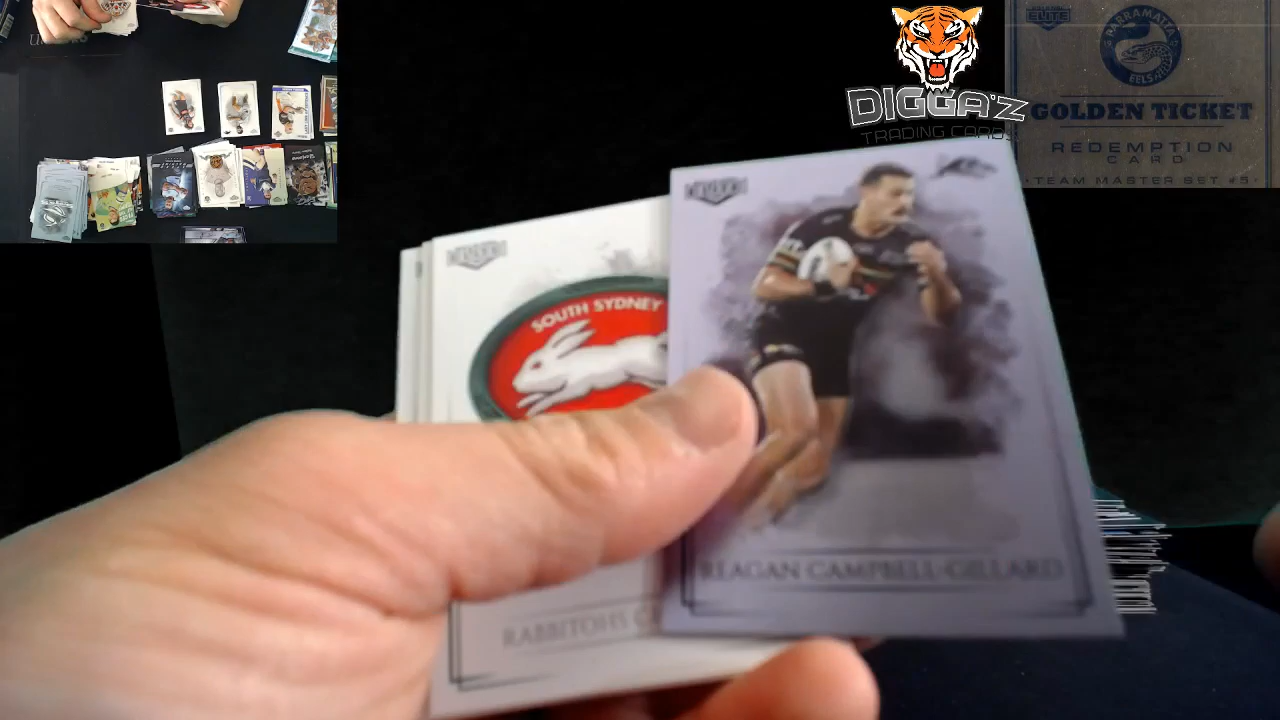 DIGGA'Z
TRADING CARDS
ELITE
PARRAMATTA
EELS
GOLDEN TICKET
REDEMPTION
CARD
• TEAM MASTER SET #5 •
SOUTH SYDNEY
RABBITOHS
REAGAN CAMPBELL-GILLARD